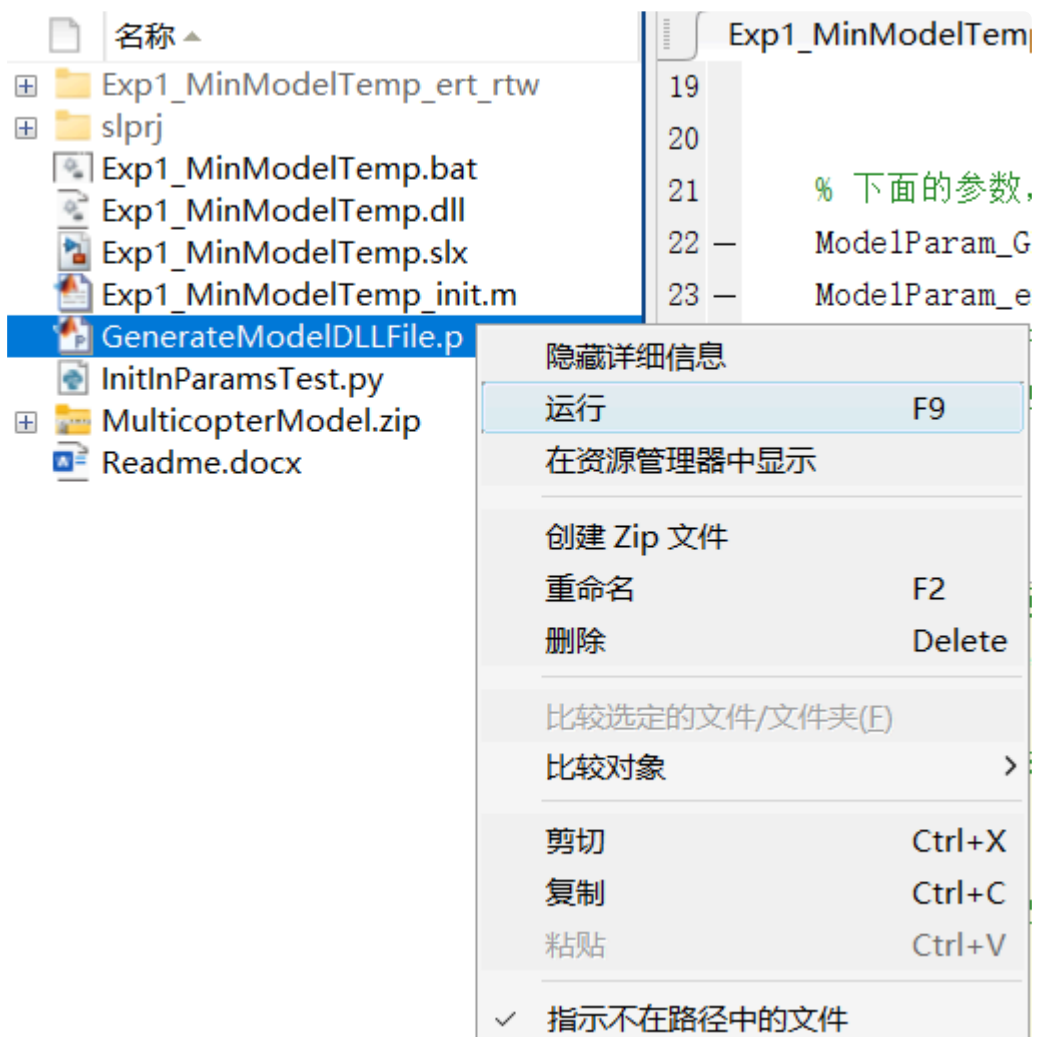 名称
Exp1_MinModelTemp_ert_rtw
slprj
Exp1_MinModelTemp.bat
Exp1_MinModelTemp.dll
Exp1_MinModelTemp.slx
Exp1_MinModelTemp_init.m
GenerateModelDLLFile.p
InitInParamsTest.py
MulticopterModel.zip
Readme.docx
Exp1_MinModelTem
19
20
21 % 下面的参数，
22 — ModelParam_G
23 — ModelParam_e
隐藏详细信息
运行 F9
在资源管理器中显示
创建 Zip 文件
重命名 F2
删除 Delete
比较选定的文件/文件夹(F)
比较对象
剪切 Ctrl+X
复制 Ctrl+C
粘贴 Ctrl+V
指示不在路径中的文件